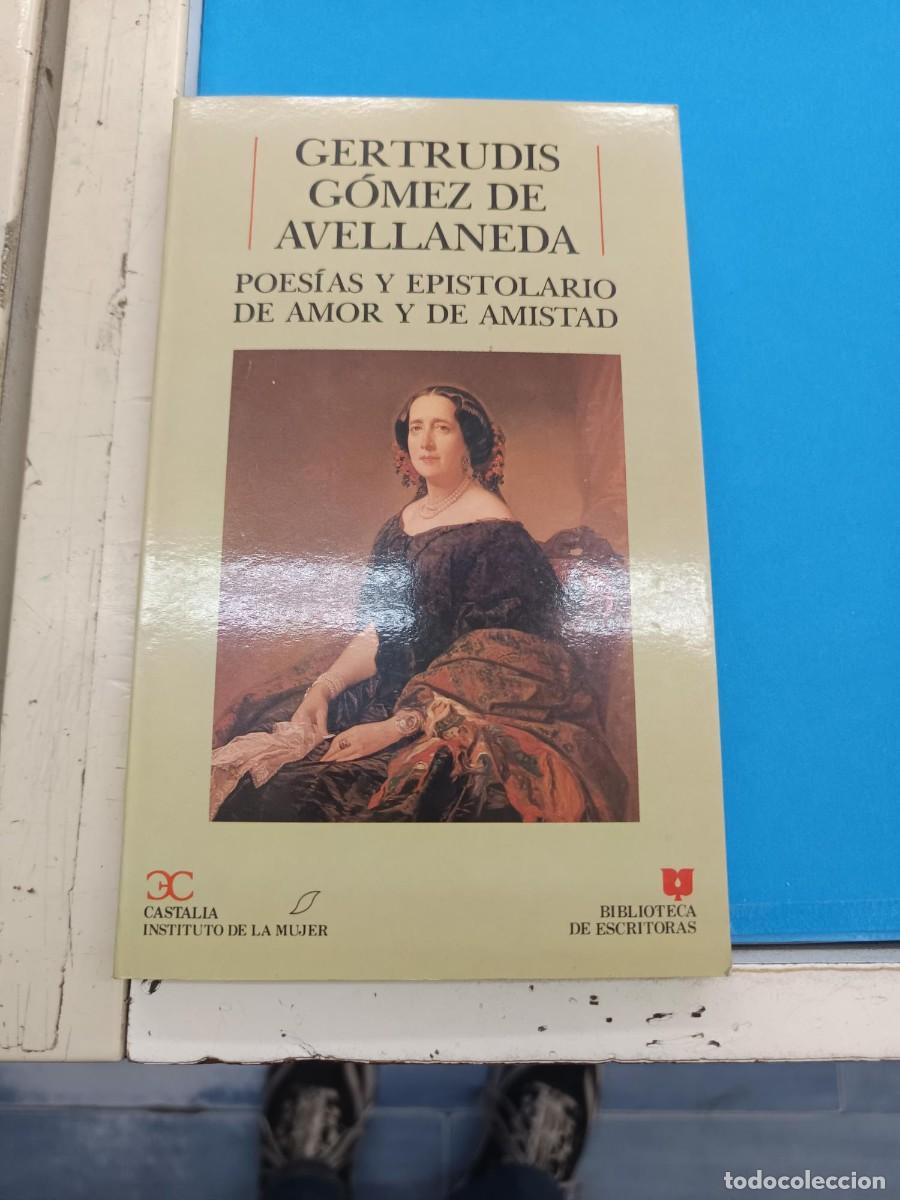 GERTRUDIS
GÓMEZ DE
AVELLANEDA
POESÍAS Y EPISTOLARIO
DE AMOR Y DE AMISTAD
CASTALIA
INSTITUTO DE LA MUJER
BIBLIOTECA
DE ESCRITORAS
todocoleccion